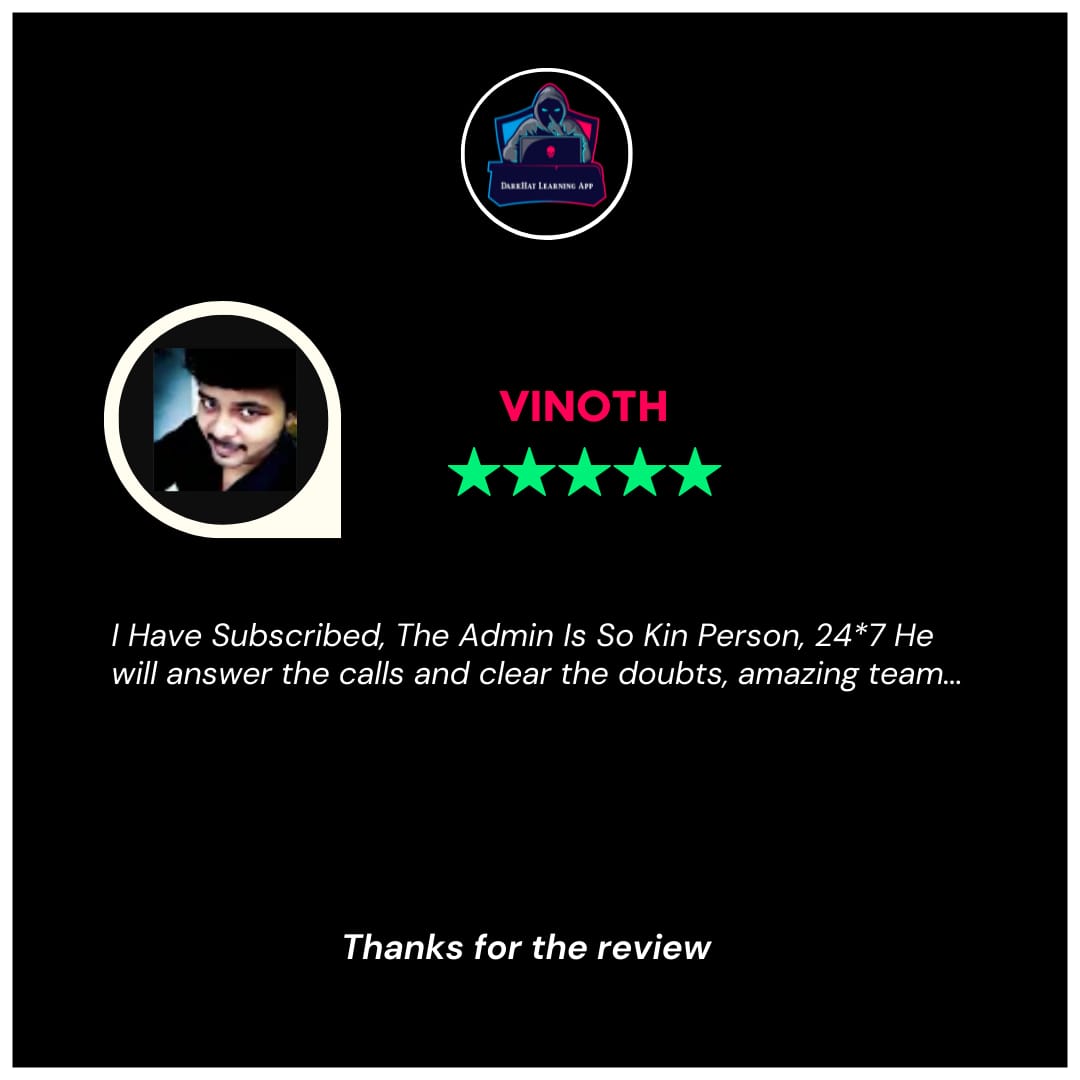 DarkHat Learning App
VINOTH
I Have Subscribed, The Admin Is So Kin Person, 24*7 He
will answer the calls and clear the doubts, amazing team...
Thanks for the review